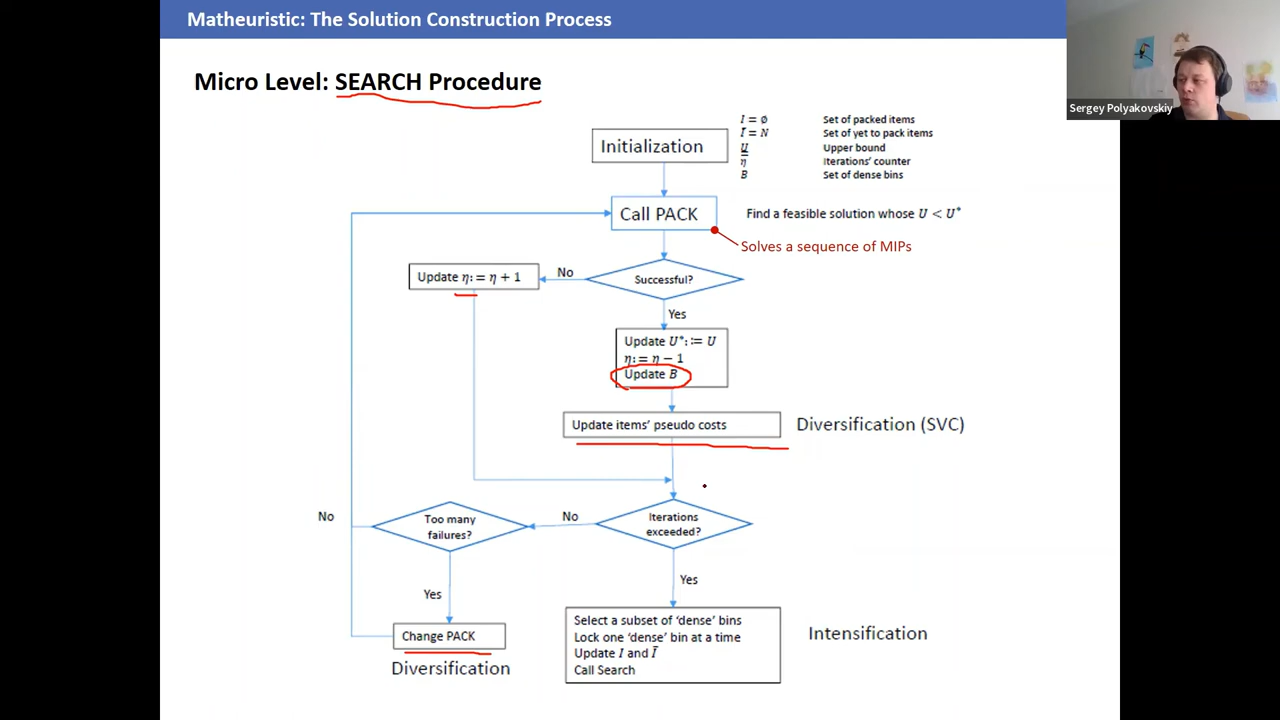 Matheuristic: The Solution Construction Process
Sergey Polyakovskiy
Micro Level: SEARCH Procedure
Initialization
I = ∅ Set of packed items
Ī = N Set of yet to pack items
U Upper bound
η Iterations' counter
B Set of dense bins
Call PACK
Find a feasible solution whose U < U*
Solves a sequence of MIPs
Update η: = η + 1
No
Successful?
Yes
Update U*: = U
η: = η − 1
Update B
Update items' pseudo costs
Diversification (SVC)
No
Too many
failures?
No
Iterations
exceeded?
Yes
Yes
Change PACK
Diversification
Select a subset of 'dense' bins
Lock one 'dense' bin at a time
Update I and Ī
Call Search
Intensification